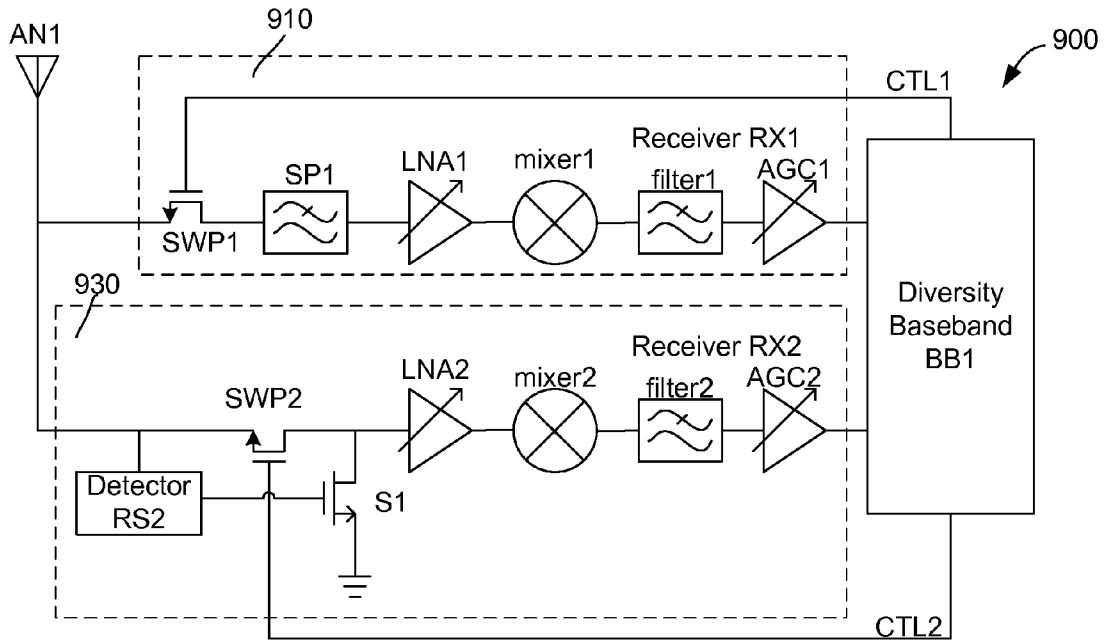 AN1
910
900
CTL1
Receiver RX1
LNA1
mixer1
SP1
filter1
AGC1
SWP1
930
Diversity
Baseband
BB1
Receiver RX2
LNA2
mixer2
filter2
AGC2
SWP2
Detector
RS2
S1
CTL2